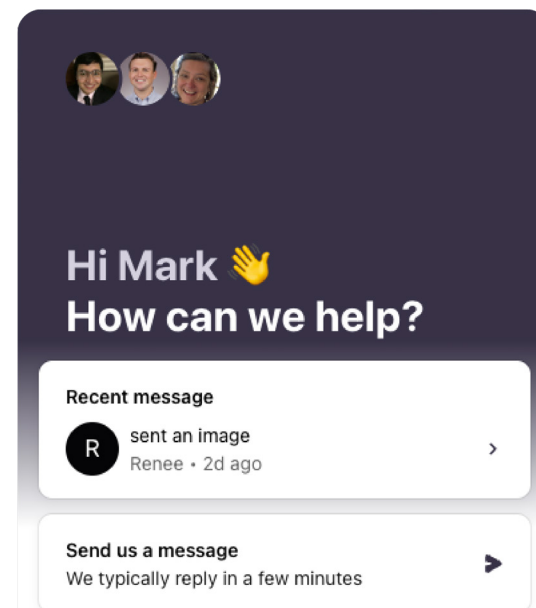 Hi Mark 👋
How can we help?
Recent message
R
sent an image
Renee • 2d ago
Send us a message
We typically reply in a few minutes